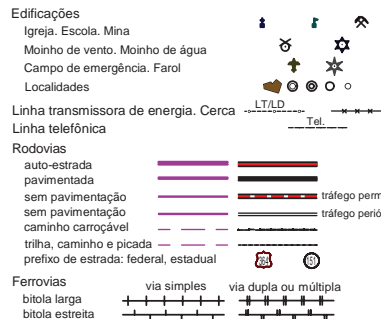 Edificações
Igreja. Escola. Mina
Moinho de vento. Moinho de água
Campo de emergência. Farol
Localidades
Linha transmissora de energia. Cerca LT/LD
Linha telefônica Tel.
Rodovias
auto-estrada
pavimentada
sem pavimentação tráfego perm
sem pavimentação tráfego perió
caminho carroçável
trilha, caminho e picada
prefixo de estrada: federal, estadual 364 151
Ferrovias via simples via dupla ou múltipla
bitola larga
bitola estreita